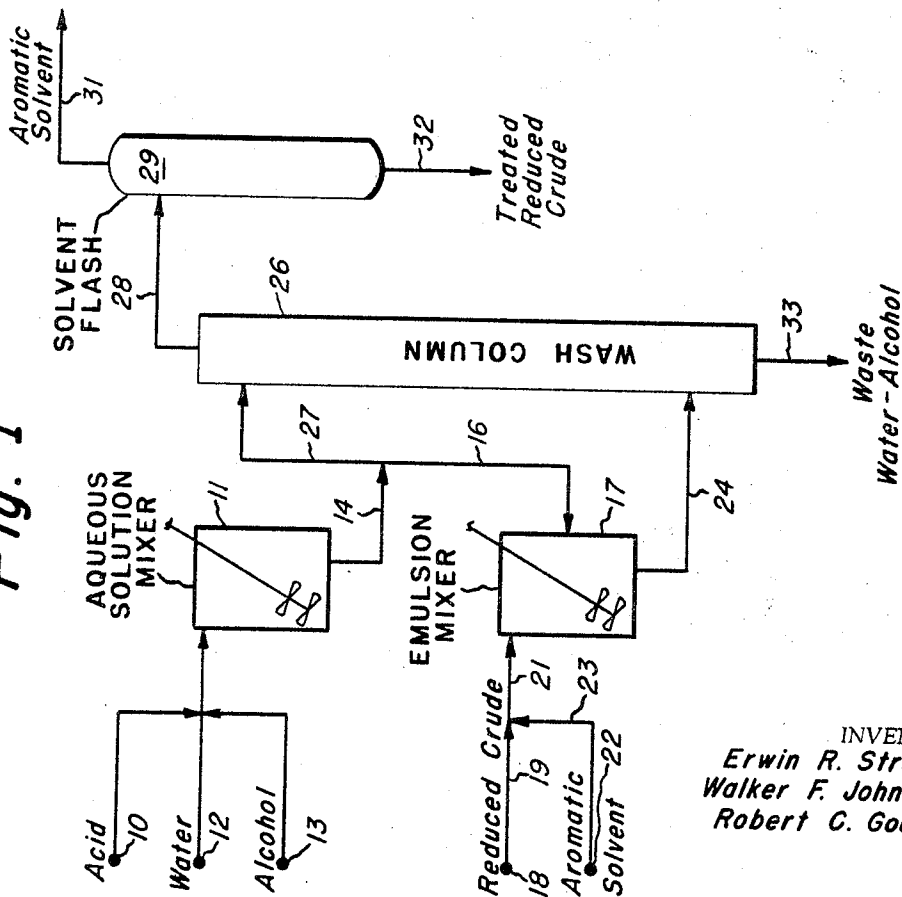 Fig. 1
Acid
10
Water
12
Alcohol
13
AQUEOUS
SOLUTION
MIXER
11
14
27
16
Reduced Crude
18
19
21
Aromatic
Solvent
22
23
EMULSION
MIXER
17
24
WASH COLUMN
26
28
SOLVENT
FLASH
29
Aromatic
Solvent
31
32
Treated
Reduced
Crude
33
Waste
Water-Alcohol
Erwin R.
Walker F.
Robert C.